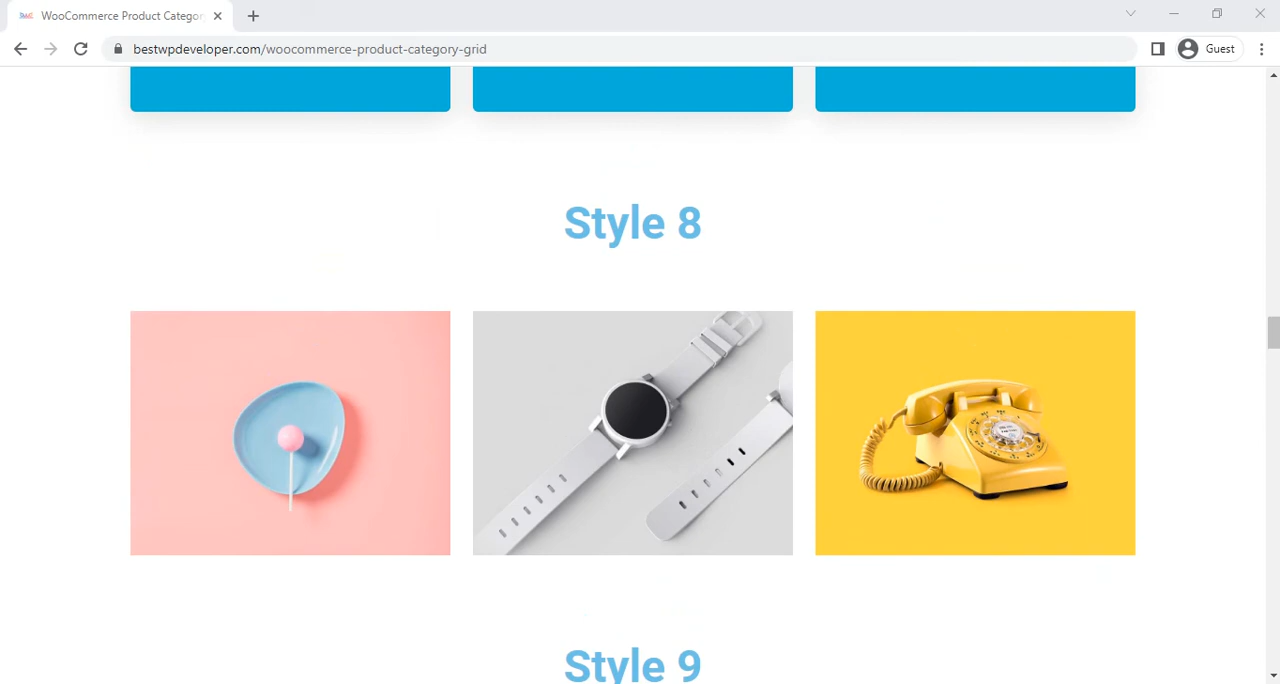 WooCommerce Product Categor
bestwpdeveloper.com/woocommerce-product-category-grid
Guest
Style 8
Style 9